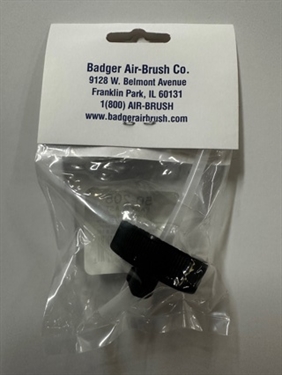 Badger Air-Brush Co.
9128 W. Belmont Avenue
Franklin Park, IL 60131
1(800) AIR-BRUSH
www.badgerairbrush.com